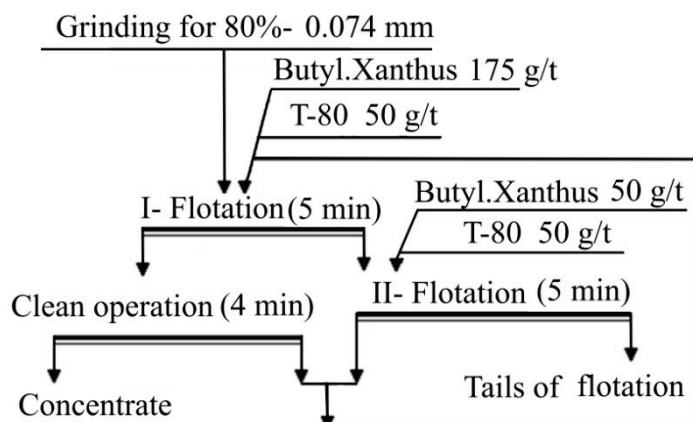 Grinding for 80%- 0.074 mm
Butyl.Xanthus 175 g/t
T-80 50 g/t
I- Flotation (5 min)
Butyl.Xanthus 50 g/t
T-80 50 g/t
Clean operation (4 min)
II- Flotation (5 min)
Concentrate
Tails of flotation